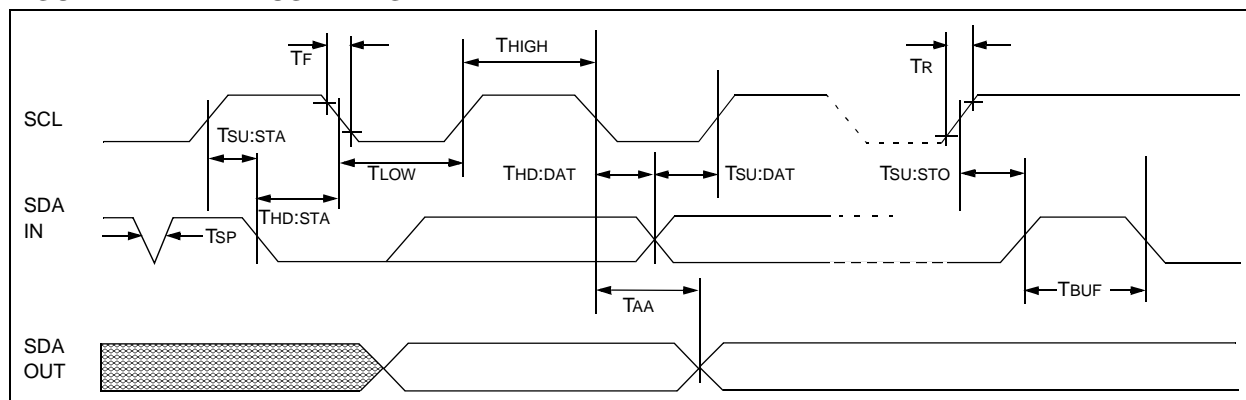 TF
THIGH
TR
SCL
TSU:STA
TLOW
THD:DAT
TSU:DAT
TSU:STO
SDA
IN
THD:STA
TSP
TBUF
TAA
SDA
OUT